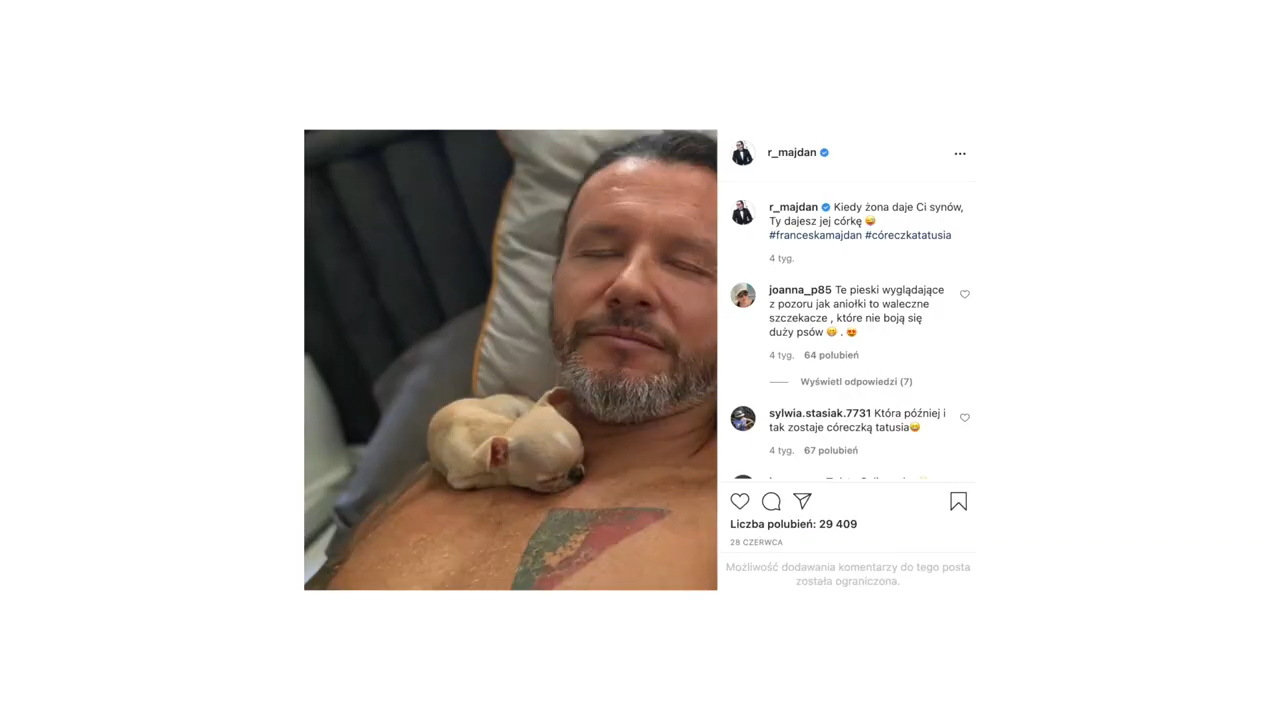 r_majdan
r_majdan Kiedy żona daje Ci synów,
Ty dajesz jej córkę 😜
#franceskamajdan #córeczkatatusia
4 tyg.
joanna_p85 Te pieski wyglądające
z pozoru jak aniołki to waleczne
szczekacze , które nie boją się
duży psów 😁 . 😍
4 tyg. 64 polubień
Wyświetl odpowiedzi (7)
sylwia.stasiak.7731 Która później i
tak zostaje córeczką tatusia😄
4 tyg. 67 polubień
Liczba polubień: 29 409
28 CZERWCA
Możliwość dodawania komentarzy do tego posta
została ograniczona.